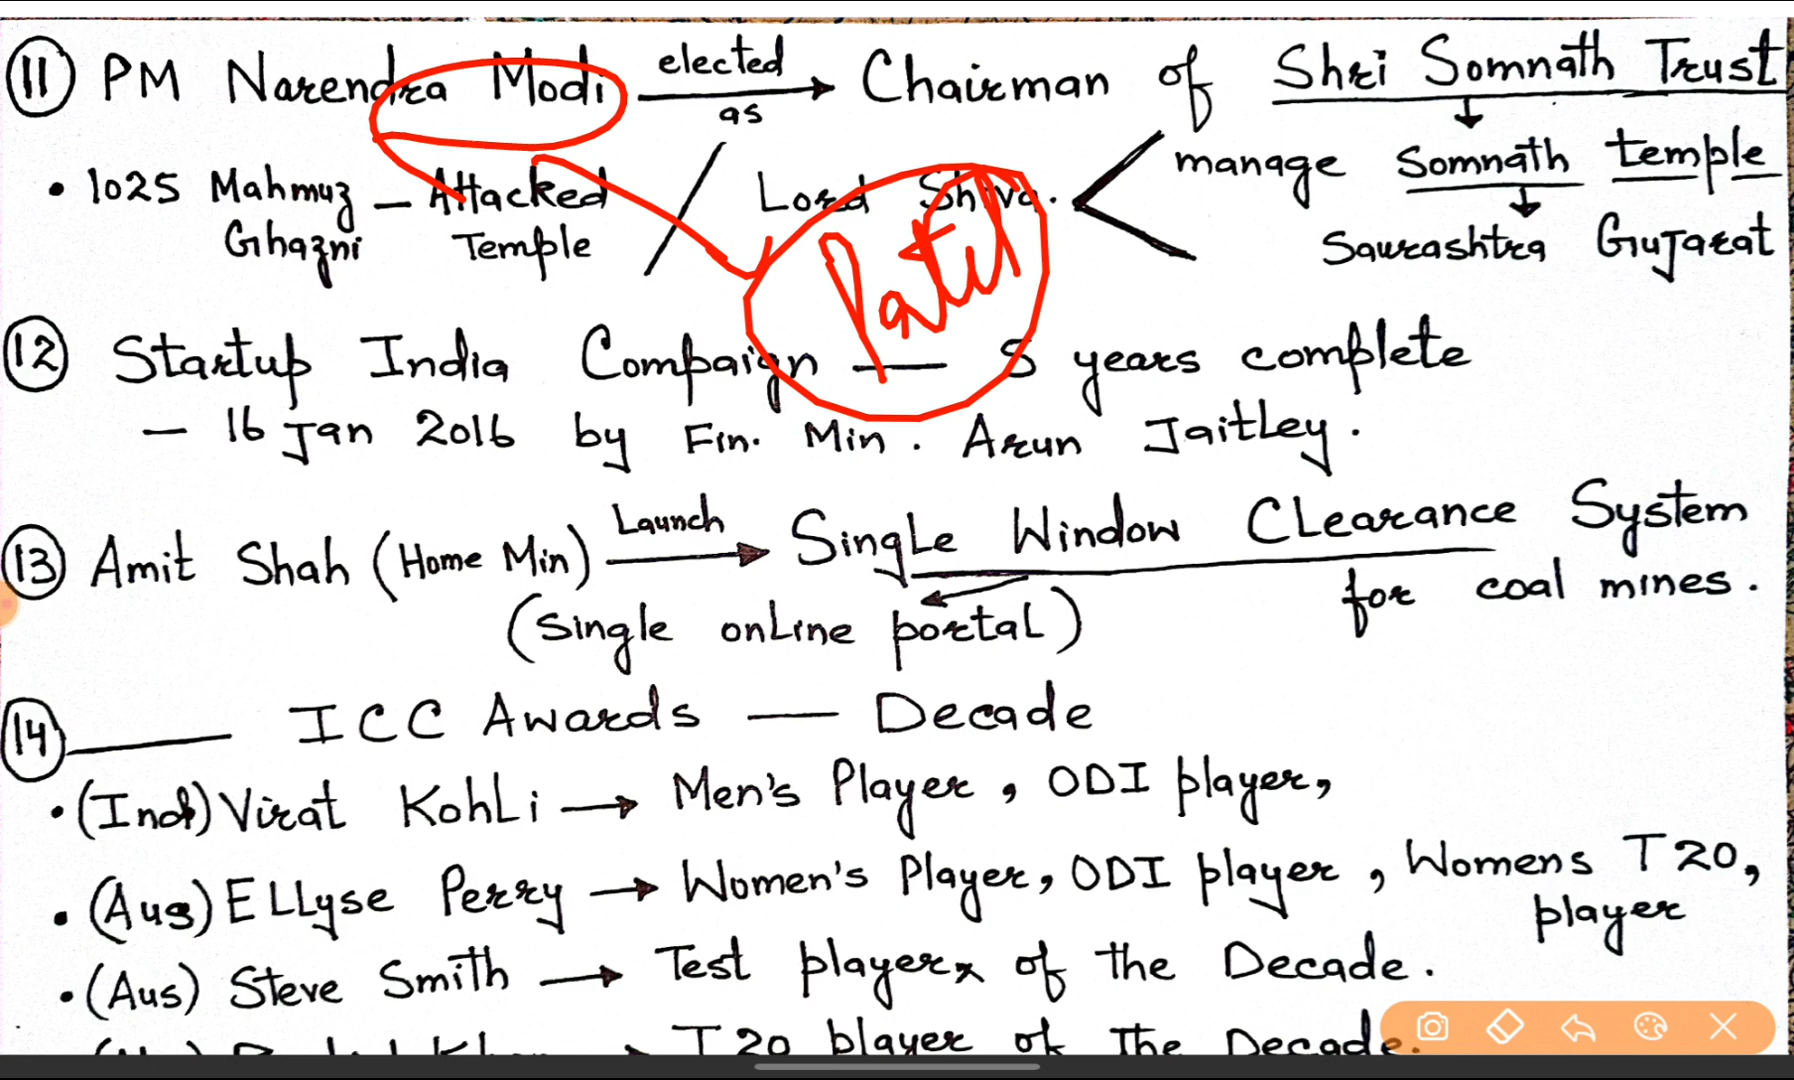 11 PM Narendra Modi elected as → Chairman of Shri Somnath Trust
manage Somnath temple
• 1025 Mahmuz Ghazni — Attacked Temple / Lord Shiva.
Saurashtra Gujarat
Patel
12 Startup India Compaign — 5 years complete
— 16 Jan 2016 by Fin. Min. Arun Jaitley.
13 Amit Shah (Home Min) Launch → Single Window Clearance System
for coal mines.
(Single online portal)
14 ICC Awards — Decade
• (Ind) Virat Kohli → Men's Player, ODI player,
• (Aus) Ellyse Perry → Women's Player, ODI player, Womens T20,
player
• (Aus) Steve Smith → Test player of the Decade.
T20 player of the Decade.